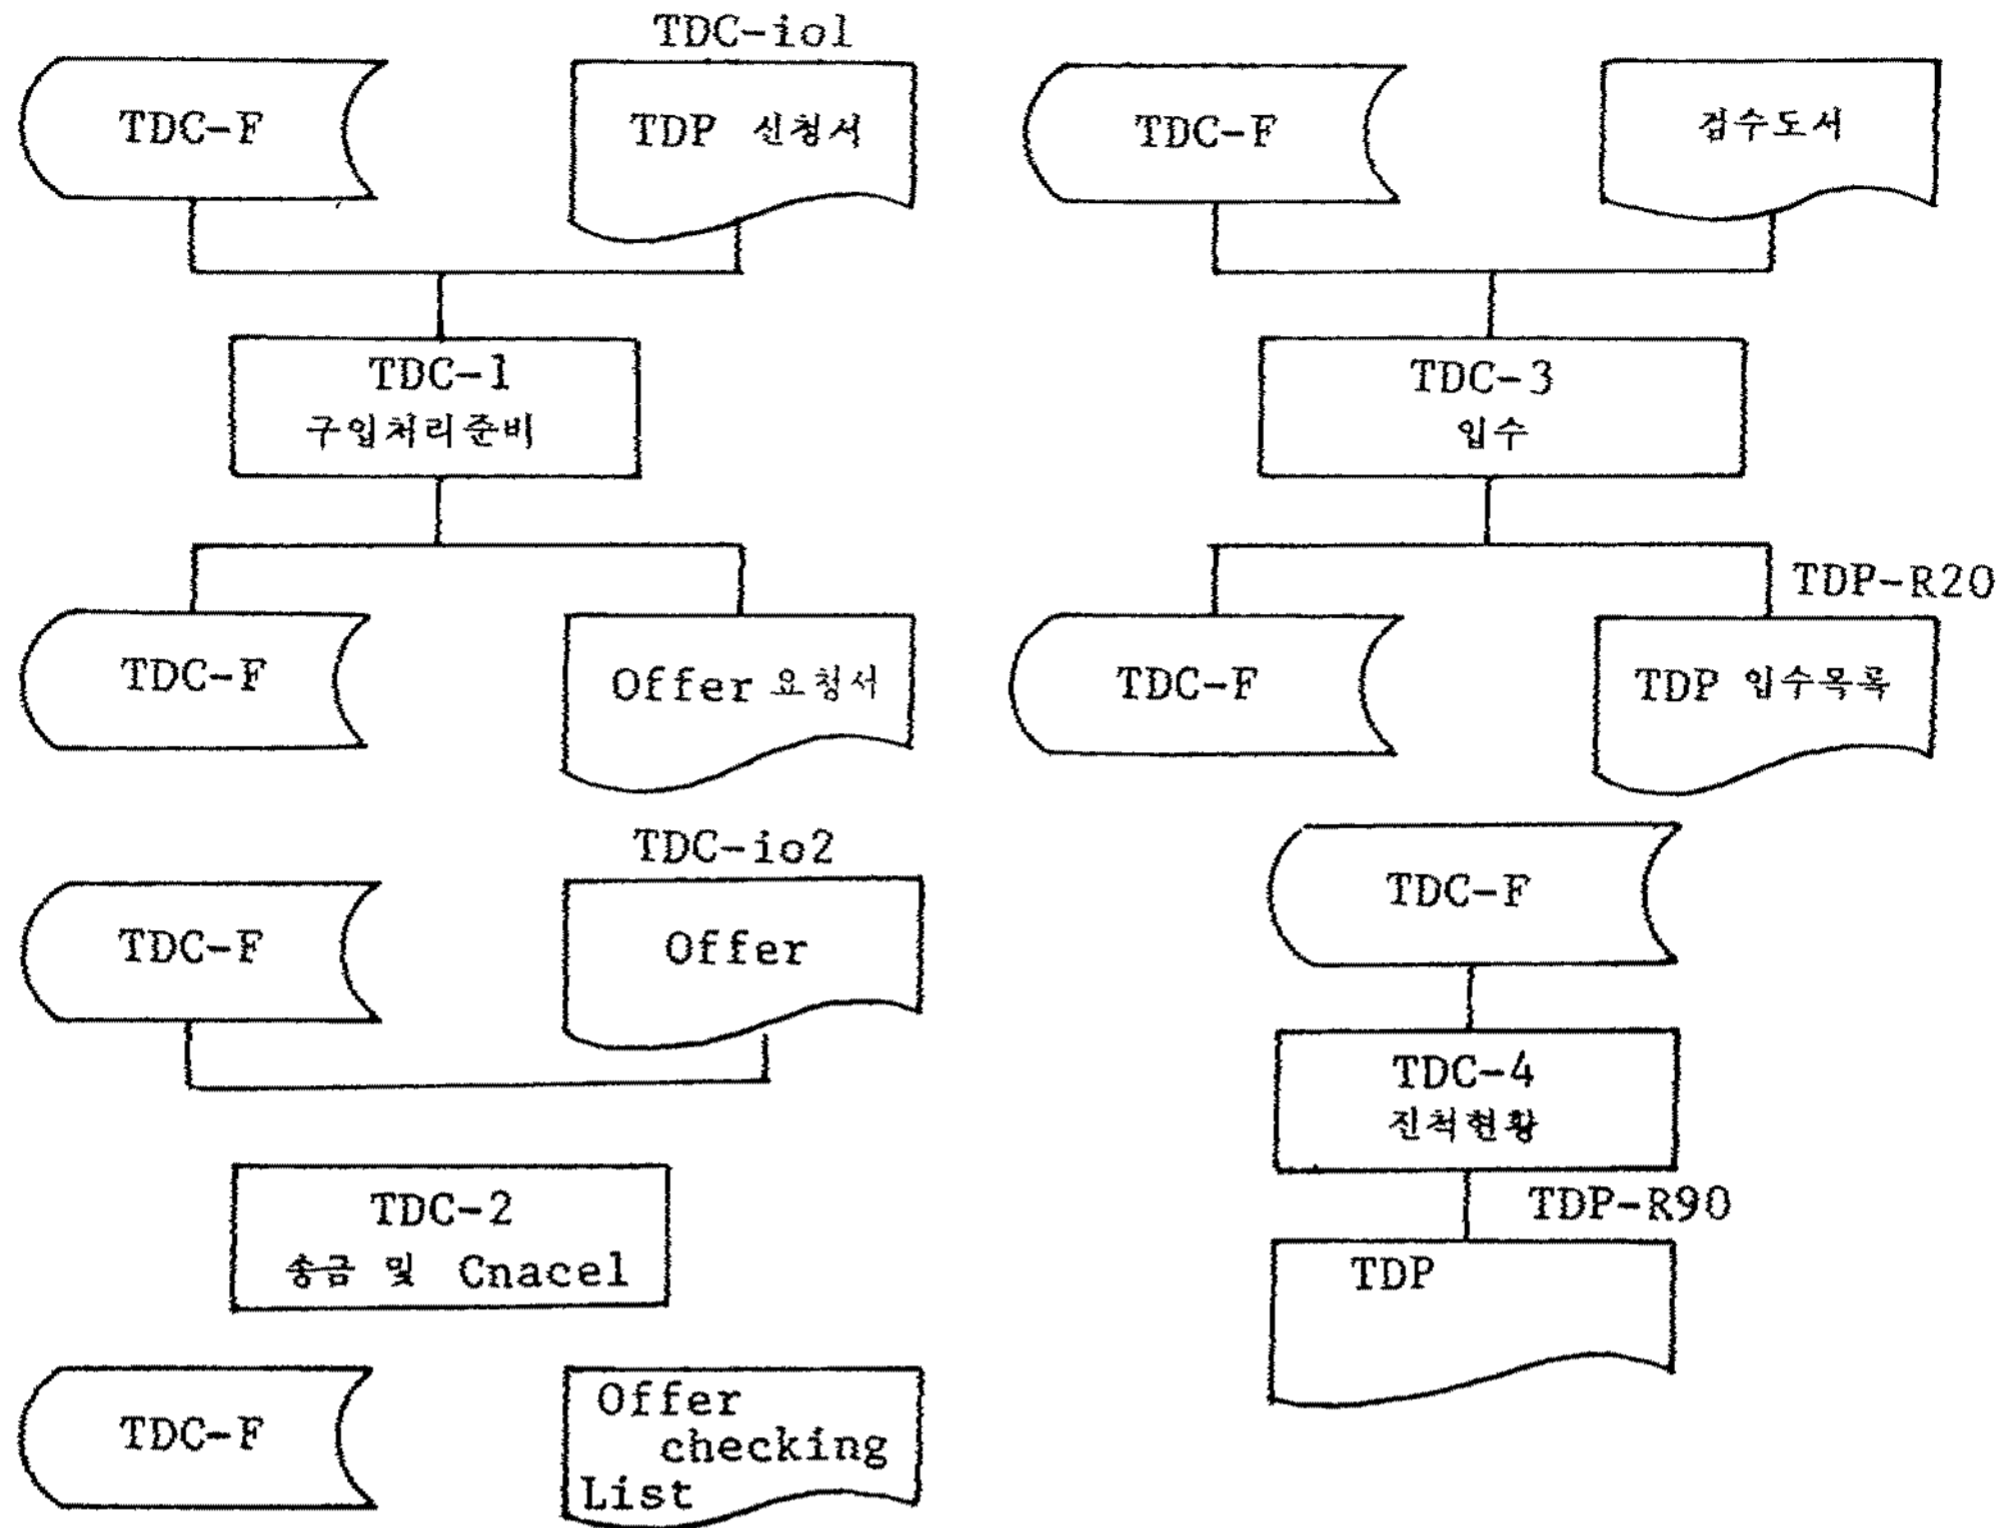 TDC-io1
TDC-F
TDP 신청서
TDC-1
구입처리준비
TDC-F
Offer 요청서
TDC-io2
TDC-F
Offer
TDC-2
송금 및 Cnacel
TDC-F
Offer
checking
List
TDC-F
검수도서
TDC-3
입수
TDP-R20
TDC-F
TDP 입수목록
TDC-F
TDC-4
진척현황
TDP-R90
TDP